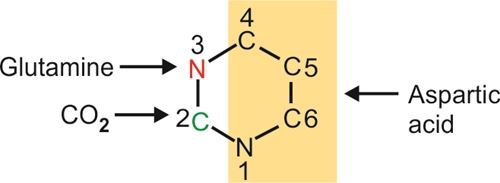 4
3
C
Glutamine
N
C5
CO2
2C
C6
Aspartic
acid
N
1